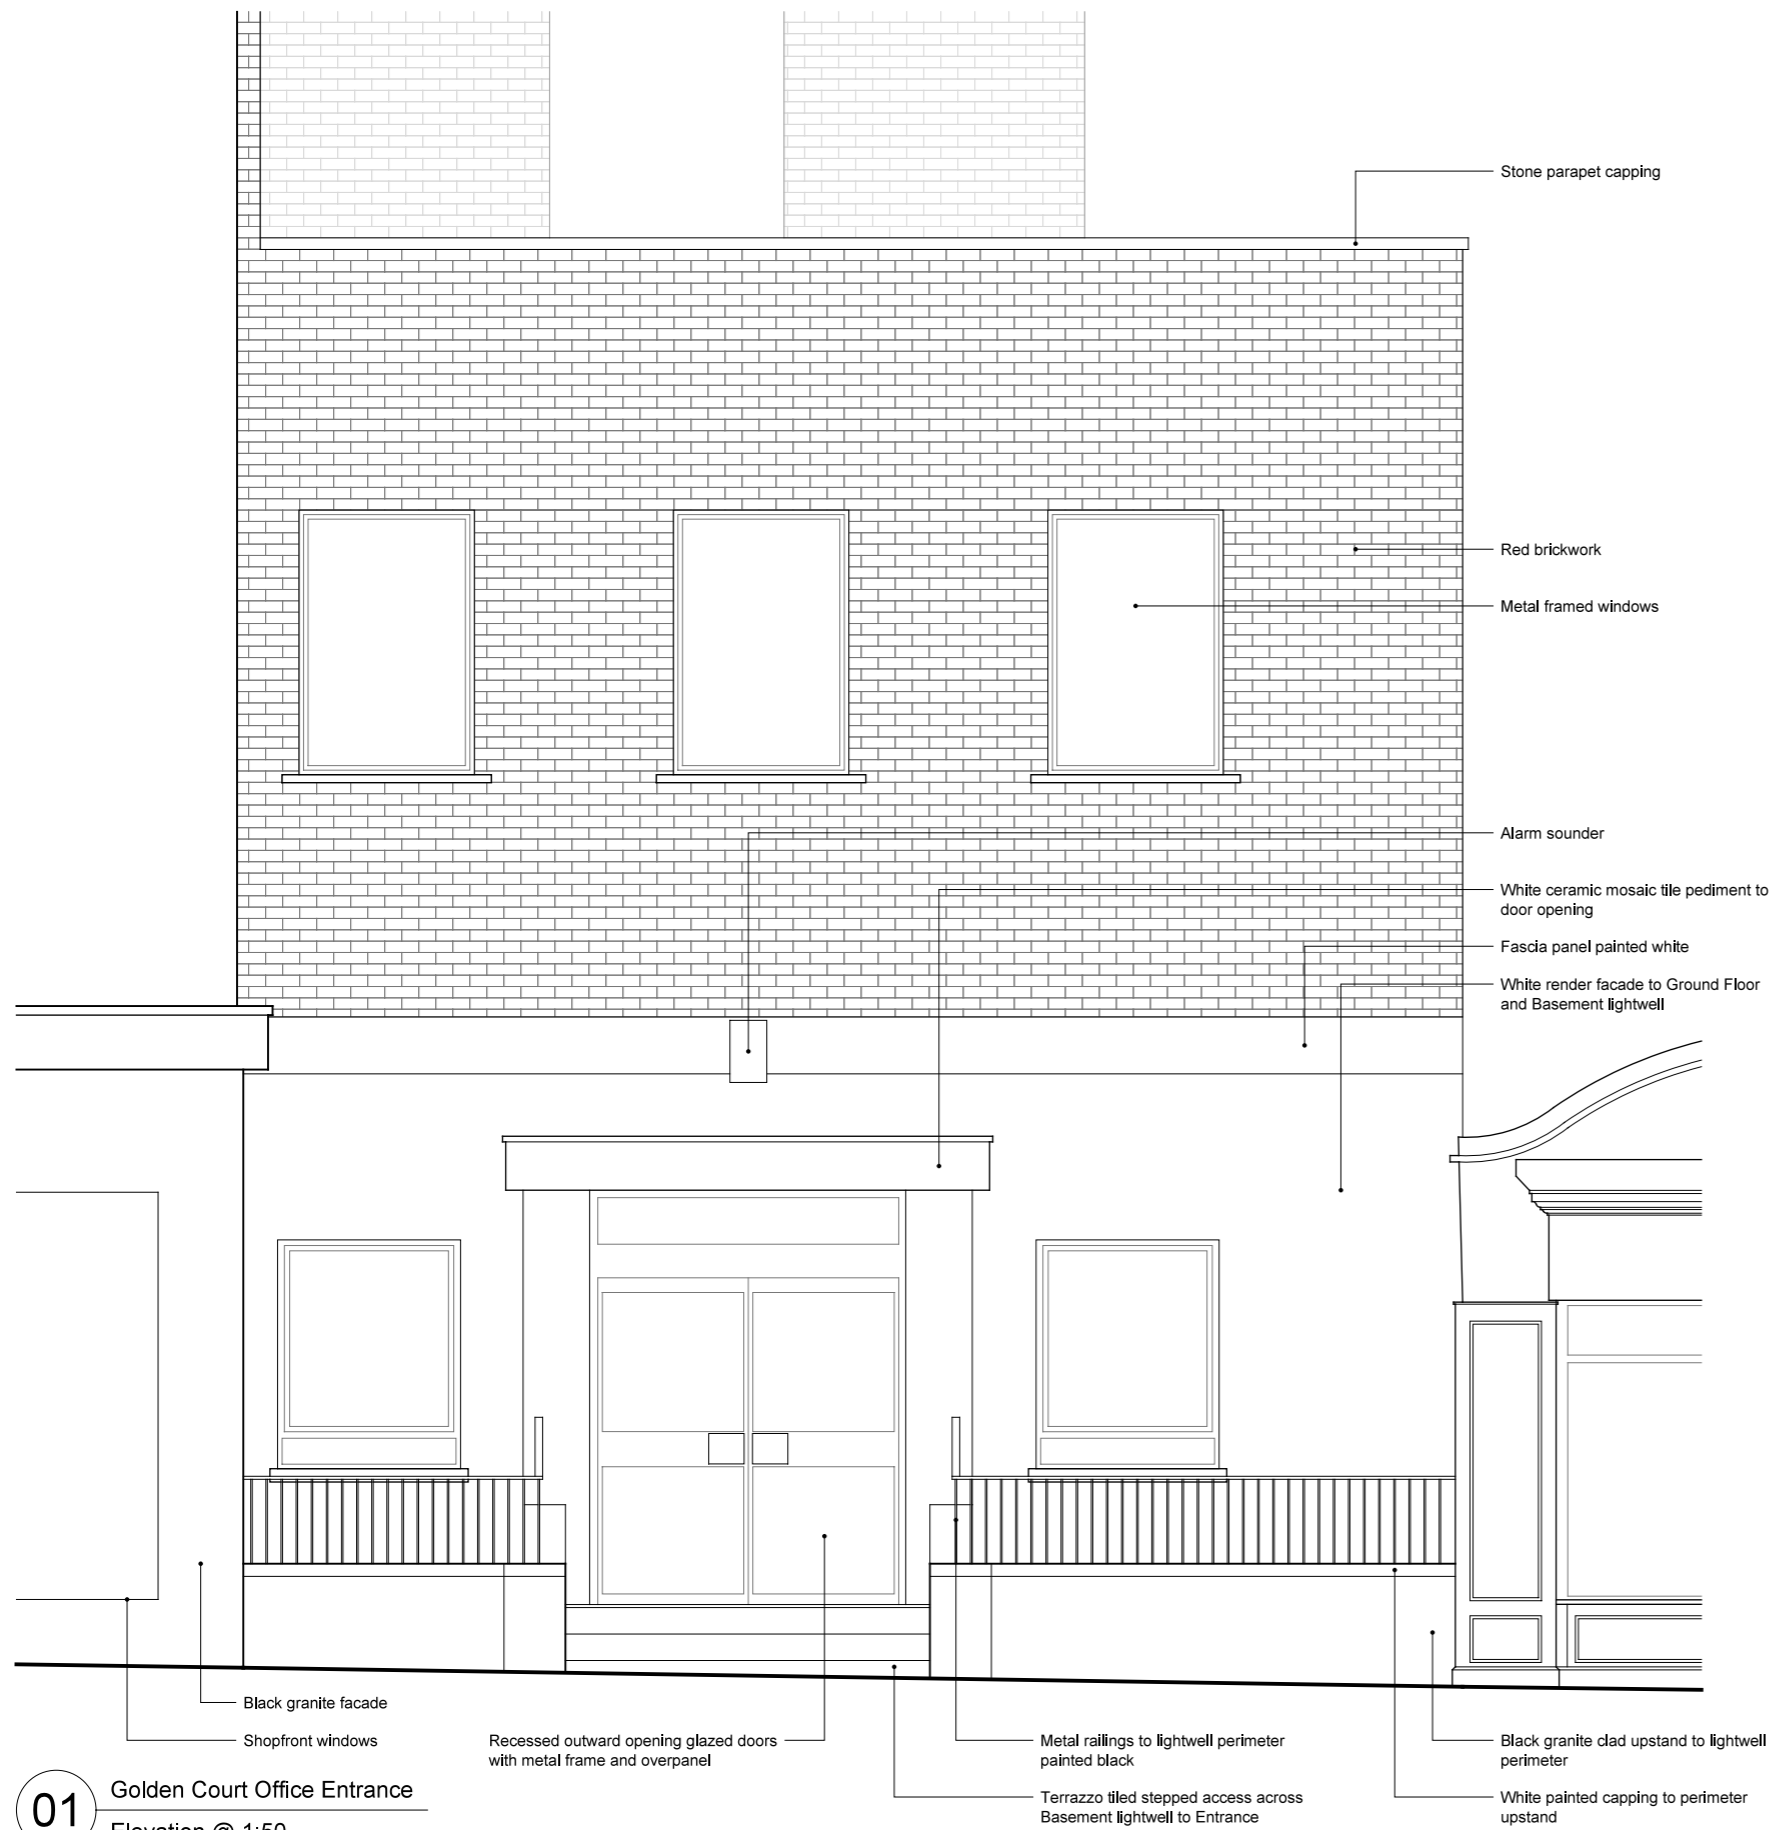 Stone parapet capping
Red brickwork
Metal framed windows
Alarm sounder
White ceramic mosaic tile pediment to
door opening
Fascia panel painted white
White render facade to Ground Floor
and Basement lightwell
Black granite facade
Shopfront windows
Recessed outward opening glazed doors
with metal frame and overpanel
Metal railings to lightwell perimeter
painted black
Black granite clad upstand to lightwell
perimeter
Terrazzo tiled stepped access across
Basement lightwell to Entrance
White painted capping to perimeter
upstand
01
Golden Court Office Entrance
Elevation @ 1:50